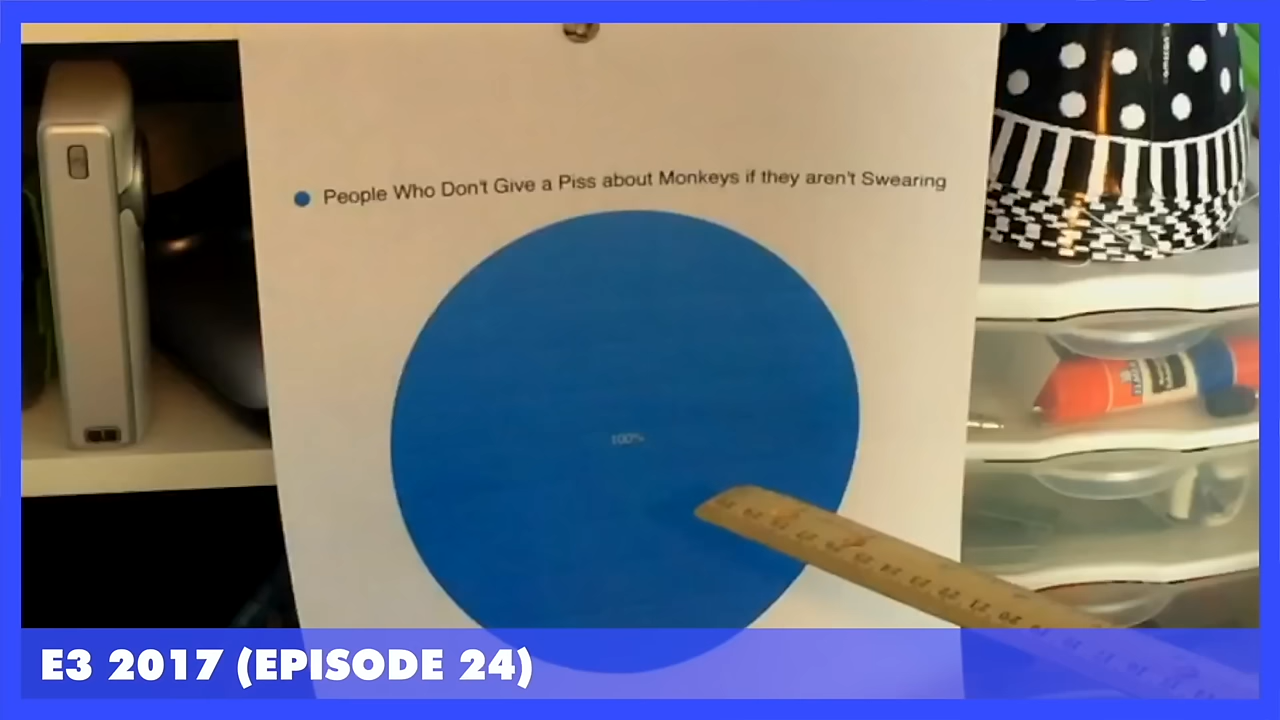 People Who Don't Give a Piss about Monkeys if they aren't Swearing
100%
E3 2017 (EPISODE 24)